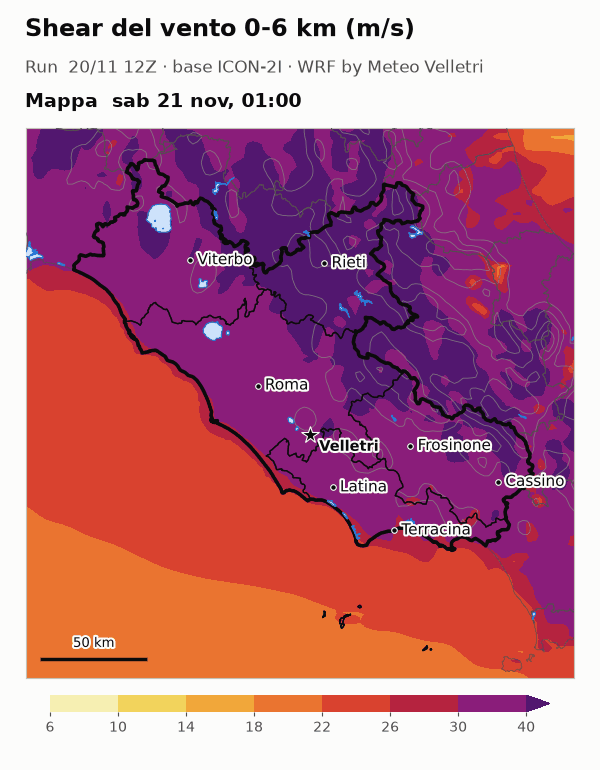 Shear del vento 0-6 km (m/s)
Run  20/11 12Z · base ICON-2I · WRF by Meteo Velletri
Mappa  sab 21 nov, 01:00
Viterbo
Rieti
Roma
Velletri
Frosinone
Cassino
Latina
Terracina
50 km
6 10 14 18 22 26 30 40